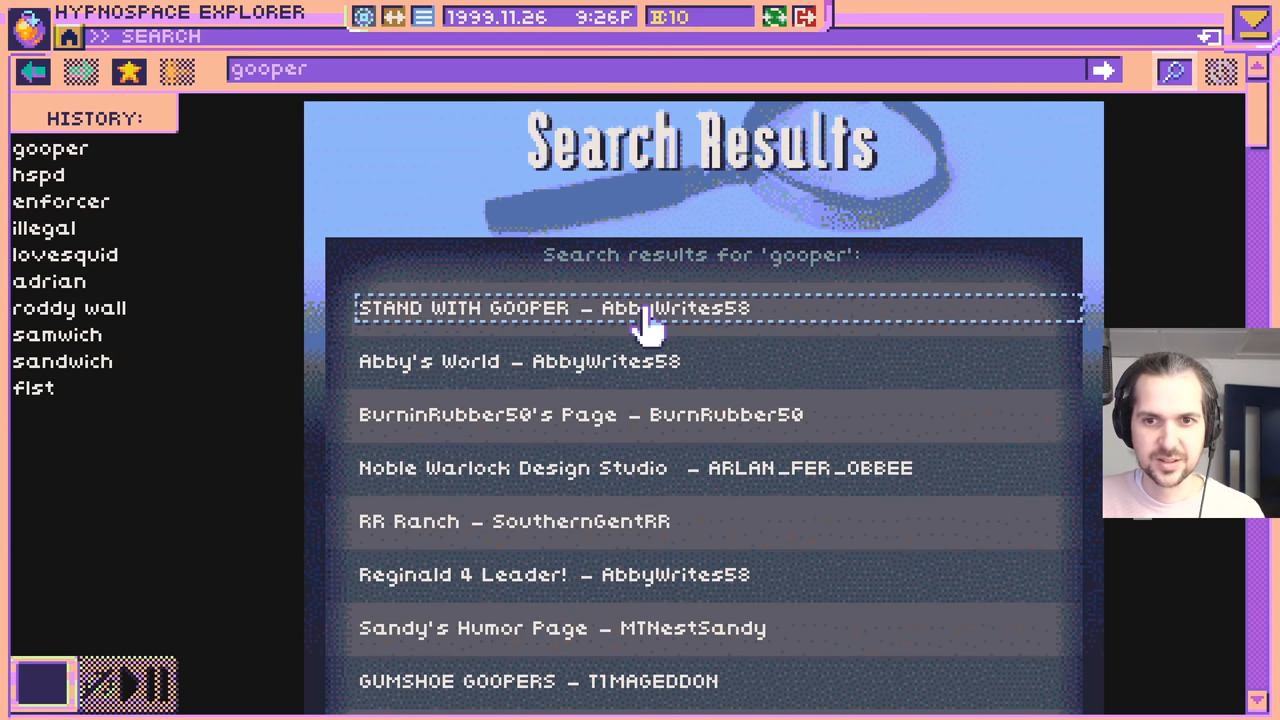 HYPNOSPACE EXPLORER
1999.11.26 9:26P
10
>> SEARCH
gooper
HISTORY:
gooper
hspd
enforcer
illegal
lovesquid
adrian
roddy wall
samwich
sandwich
flst
Search Results
Search results for 'gooper':
STAND WITH GOOPER - AbbyWrites58
Abby's World - AbbyWrites58
BurninRubber50's Page - BurnRubber50
Noble Warlock Design Studio - ARLAN_FER_OBBEE
RR Ranch - SouthernGentRR
Reginald 4 Leader! - AbbyWrites58
Sandy's Humor Page - MTNestSandy
GUMSHOE GOOPERS - T1MAGEDDON